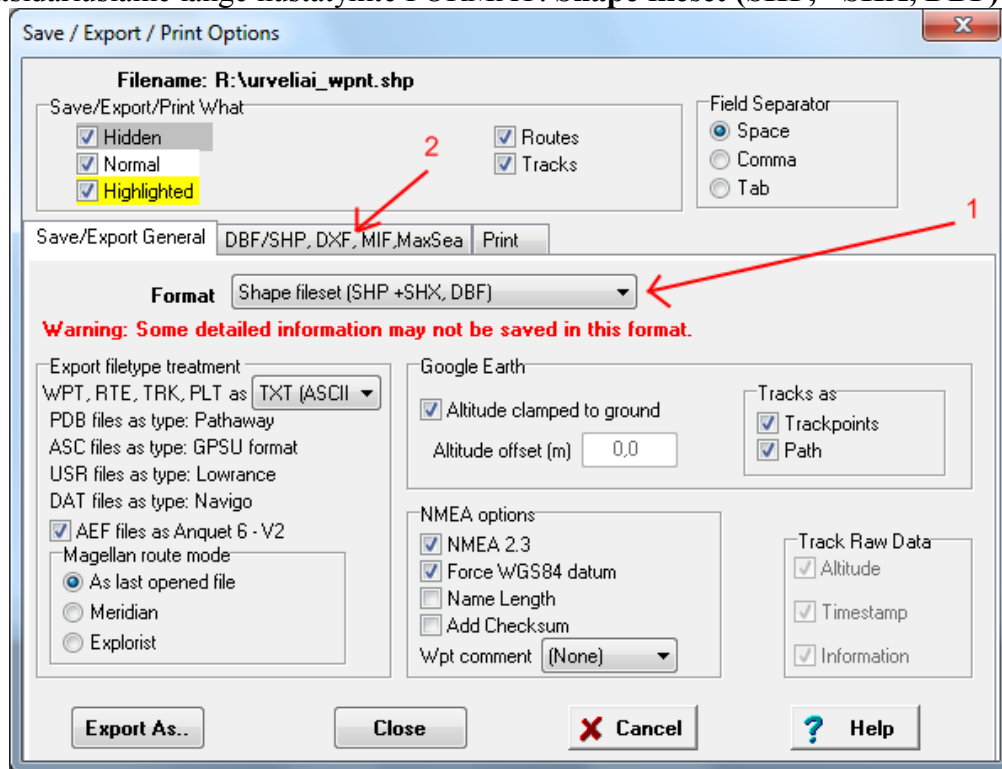 Save / Export / Print Options
Filename: R:\urveliai_wpnt.shp
Save/Export/Print What
Hidden
Normal
Highlighted
2
Routes
Tracks
Field Separator
Space
Comma
Tab
1
Save/Export General
DBF/SHP, DXF, MIF,MaxSea
Print
Format
Shape fileset (SHP +SHX, DBF)
Warning: Some detailed information may not be saved in this format.
Export filetype treatment
WPT, RTE, TRK, PLT as TXT (ASCII
PDB files as type: Pathaway
ASC files as type: GPSU format
USR files as type: Lowrance
DAT files as type: Navigo
AEF files as Anquet 6 - V2
Magellan route mode
As last opened file
Meridian
Explorist
Google Earth
Altitude clamped to ground
Altitude offset (m) 0,0
Tracks as
Trackpoints
Path
NMEA options
NMEA 2.3
Force WGS84 datum
Name Length
Add Checksum
Wpt comment (None)
Track Raw Data
Altitude
Timestamp
Information
Export As..
Close
Cancel
? Help